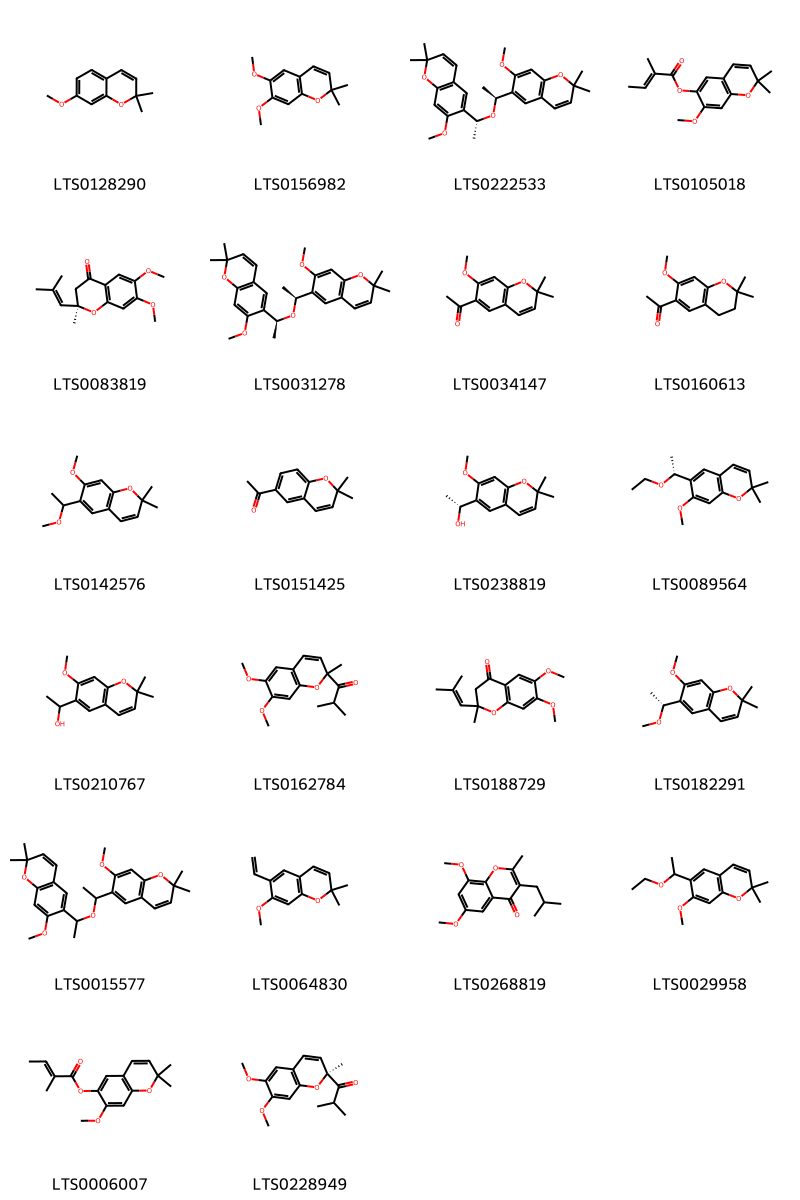 LTS0128290 LTS0156982 LTS0222533 LTS0105018
LTS0083819 LTS0031278 LTS0034147 LTS0160613
LTS0142576 LTS0151425 LTS0238819 LTS0089564
LTS0210767 LTS0162784 LTS0188729 LTS0182291
LTS0015577 LTS0064830 LTS0268819 LTS0029958
LTS0006007 LTS0228949